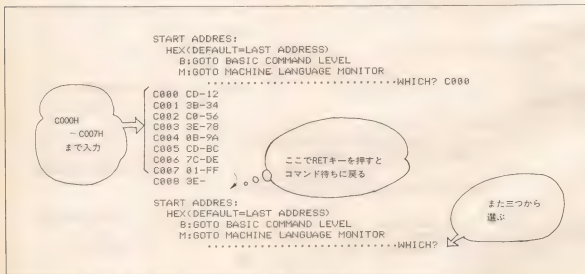 START ADDRES:
HEX(DEFAULT=LAST ADDRESS)
B:GOTO BASIC COMMAND LEVEL
M:GOTO MACHINE LANGUAGE MONITOR
·····························WHICH? C000
C000H
～C007H
まで入力
C000 CD-12
C001 3B-34
C002 C0-56
C003 3E-78
C004 0B-9A
C005 CD-BC
C006 7C-DE
C007 01-FF
C008 3E-
ここでRETキーを押すと
コマンド待ちに戻る
START ADDRES:
HEX(DEFAULT=LAST ADDRESS)
B:GOTO BASIC COMMAND LEVEL
M:GOTO MACHINE LANGUAGE MONITOR
·····························WHICH?
また三つから
選ぶ